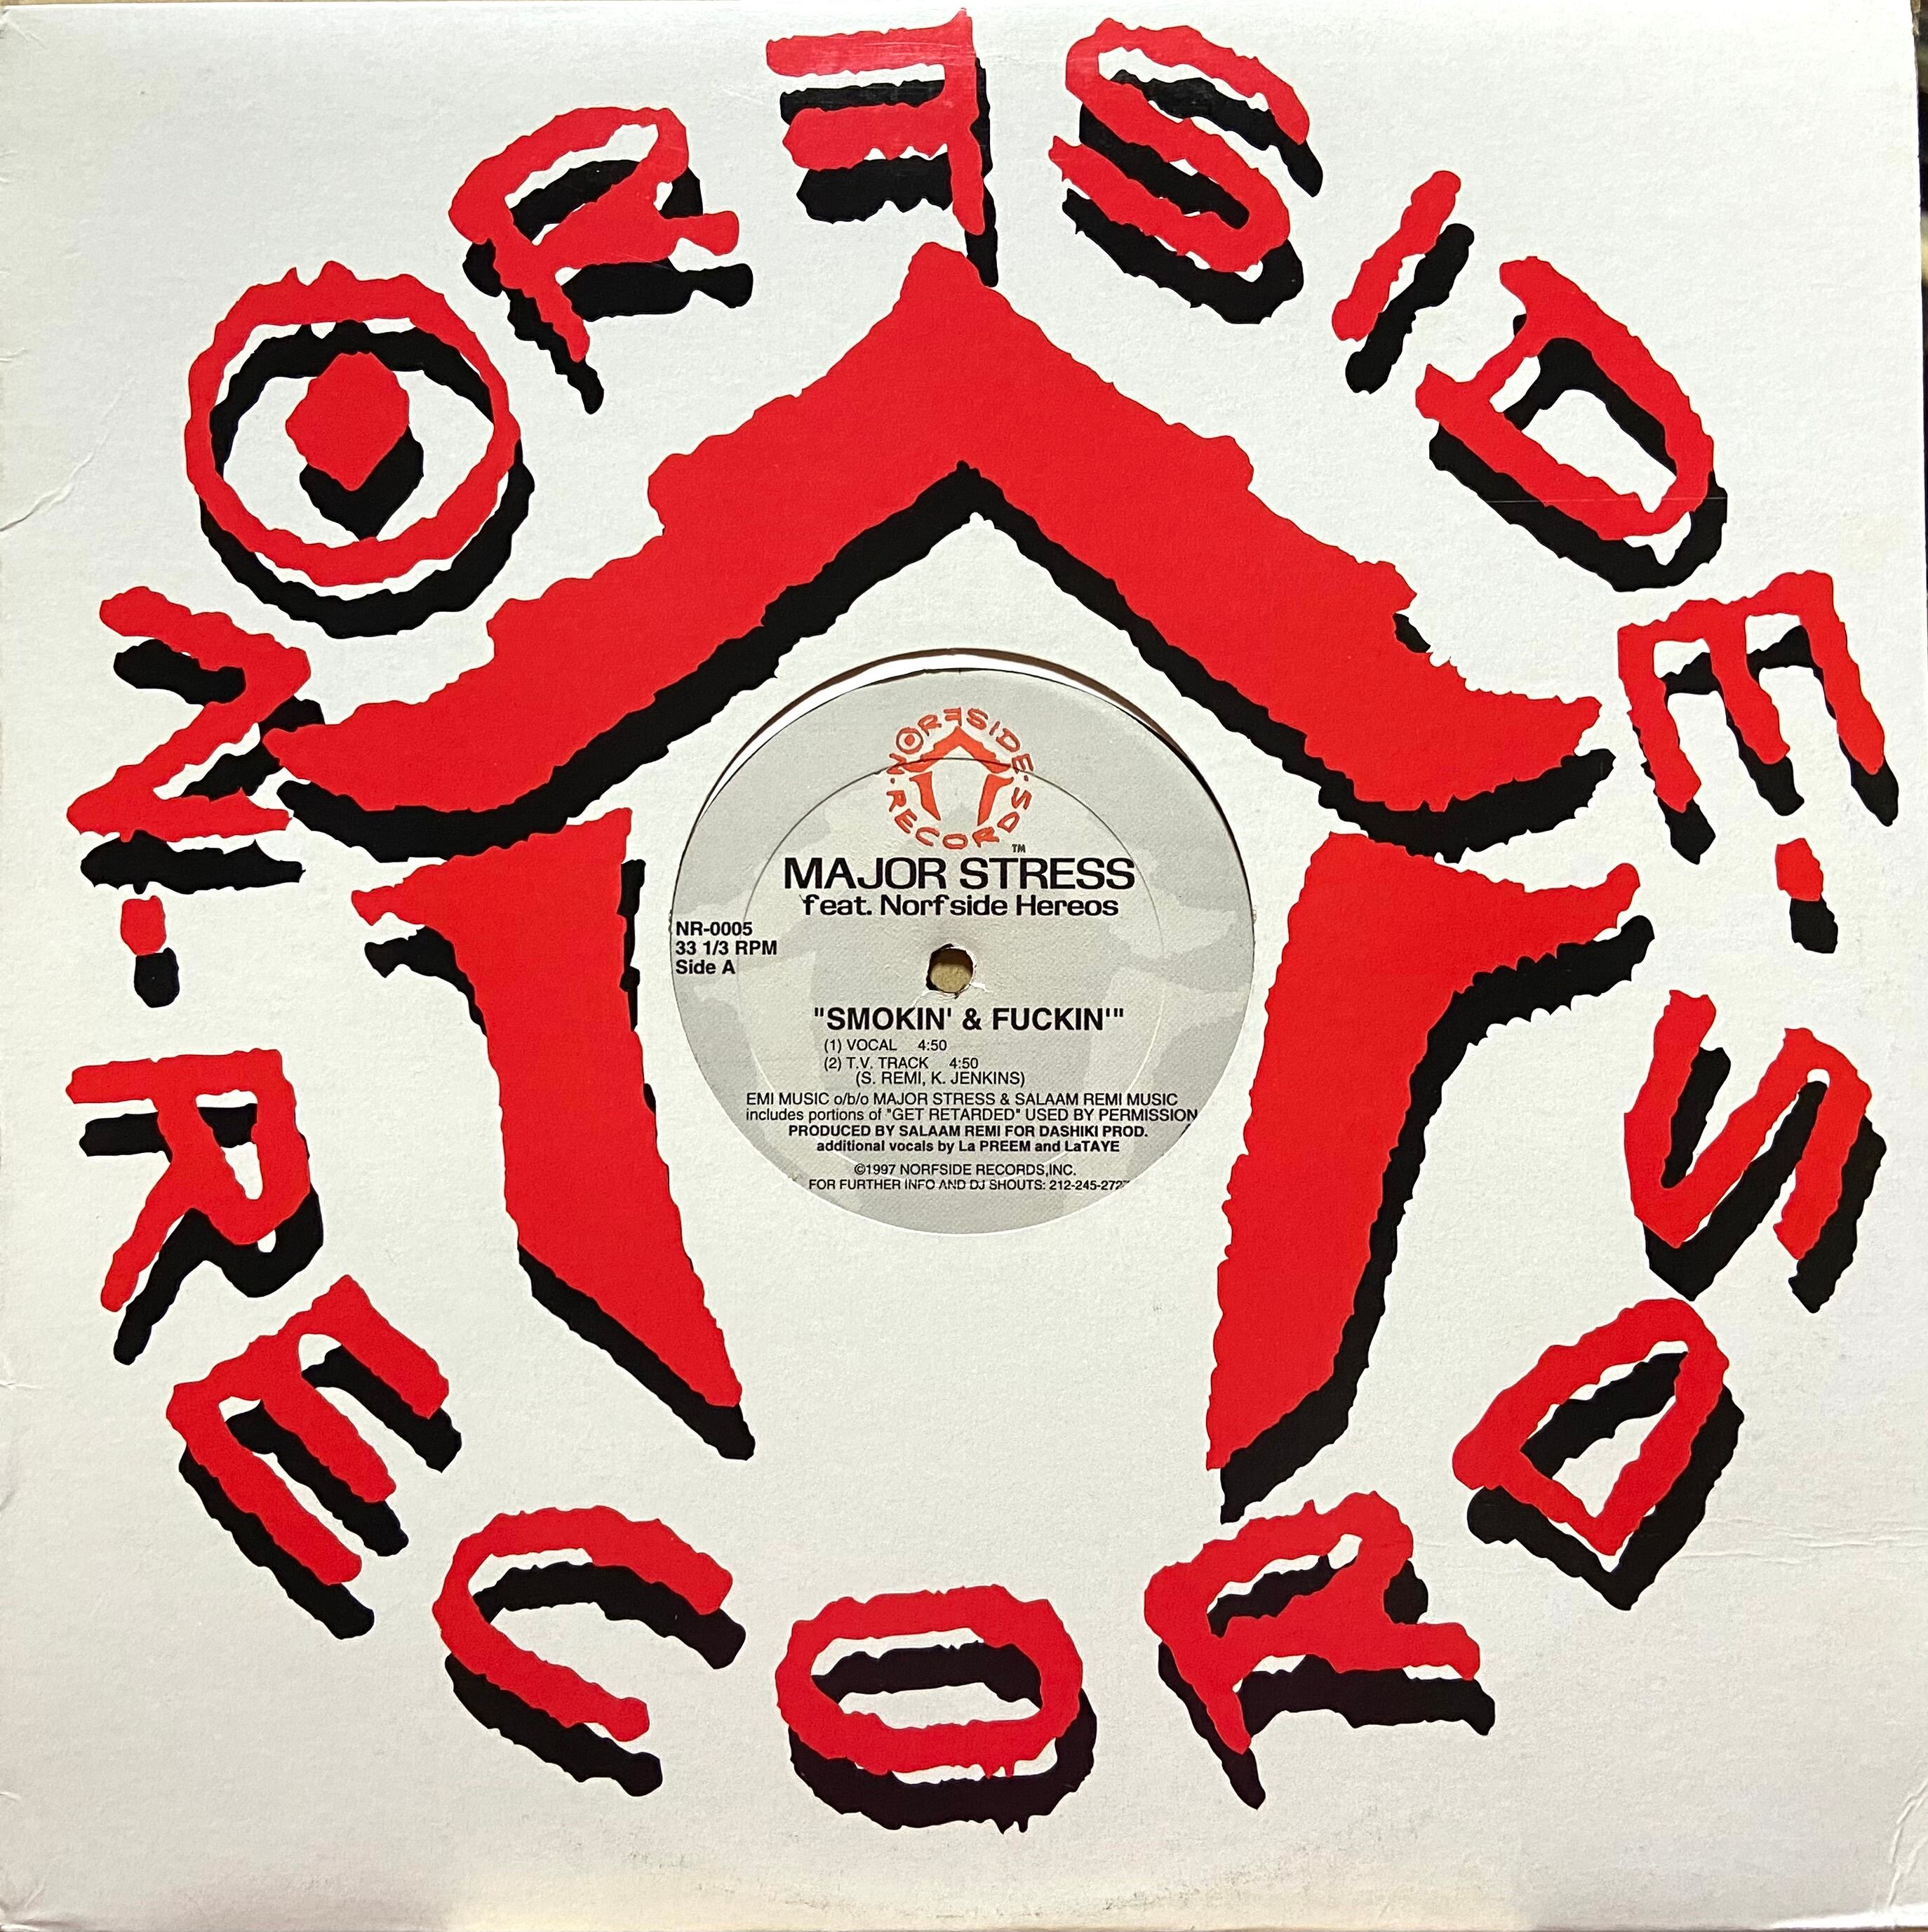 NORFSIDE · RECORDS ·
NORFSIDE · RECORDS ·
TM
MAJOR STRESS
feat. Norfside Hereos
NR-0005
33 1/3 RPM
Side A
"SMOKIN' & FUCKIN'"
(1) VOCAL 4:50
(2) T.V. TRACK 4:50
(S. REMI, K. JENKINS)
EMI MUSIC o/b/o MAJOR STRESS & SALAAM REMI MUSIC
includes portions of "GET RETARDED" USED BY PERMISSION
PRODUCED BY SALAAM REMI FOR DASHIKI PROD.
additional vocals by La PREEM and LaTAYE
©1997 NORFSIDE RECORDS,INC.
FOR FURTHER INFO AND DJ SHOUTS: